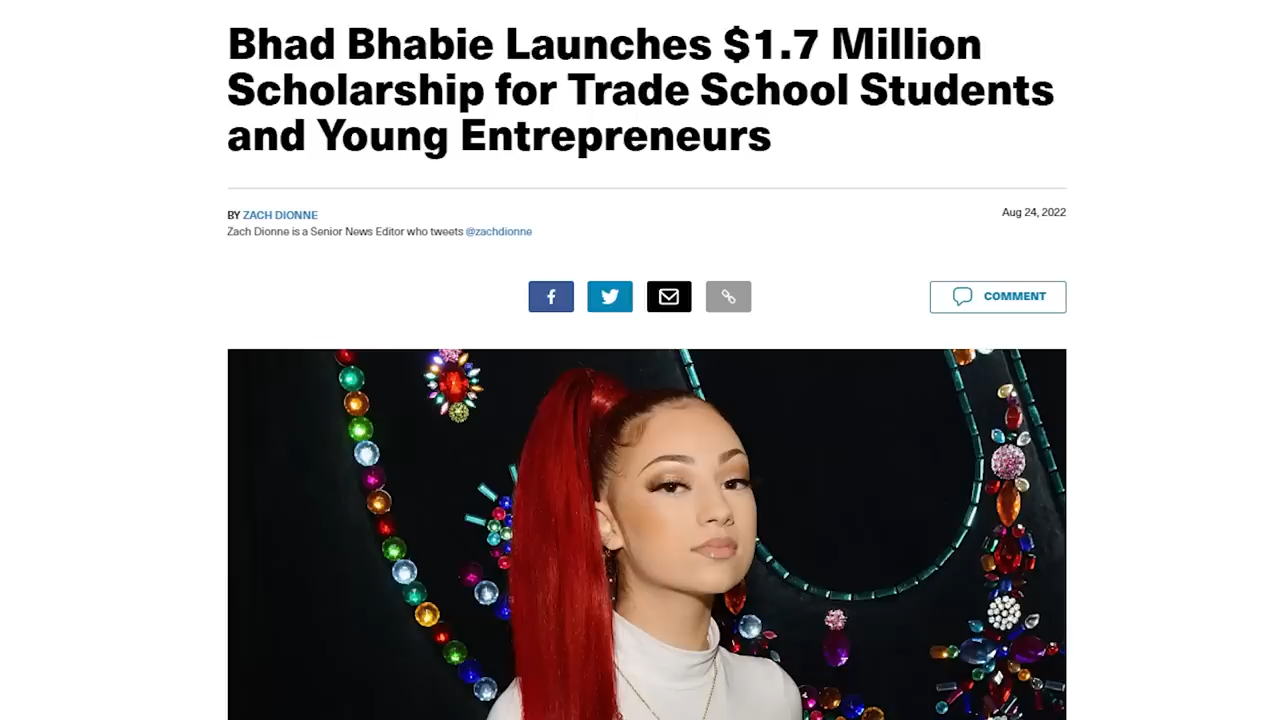 Bhad Bhabie Launches $1.7 Million
Scholarship for Trade School Students
and Young Entrepreneurs
BY ZACH DIONNE
Aug 24, 2022
Zach Dionne is a Senior News Editor who tweets @zachdionne
COMMENT